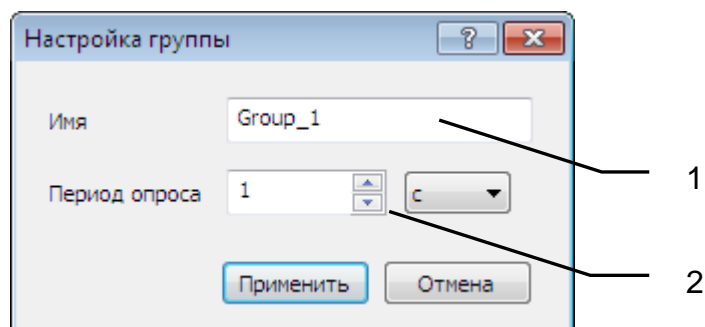 Настройка группы ?
Имя Group_1
1
Период опроса 1 с
Применить Отмена
2